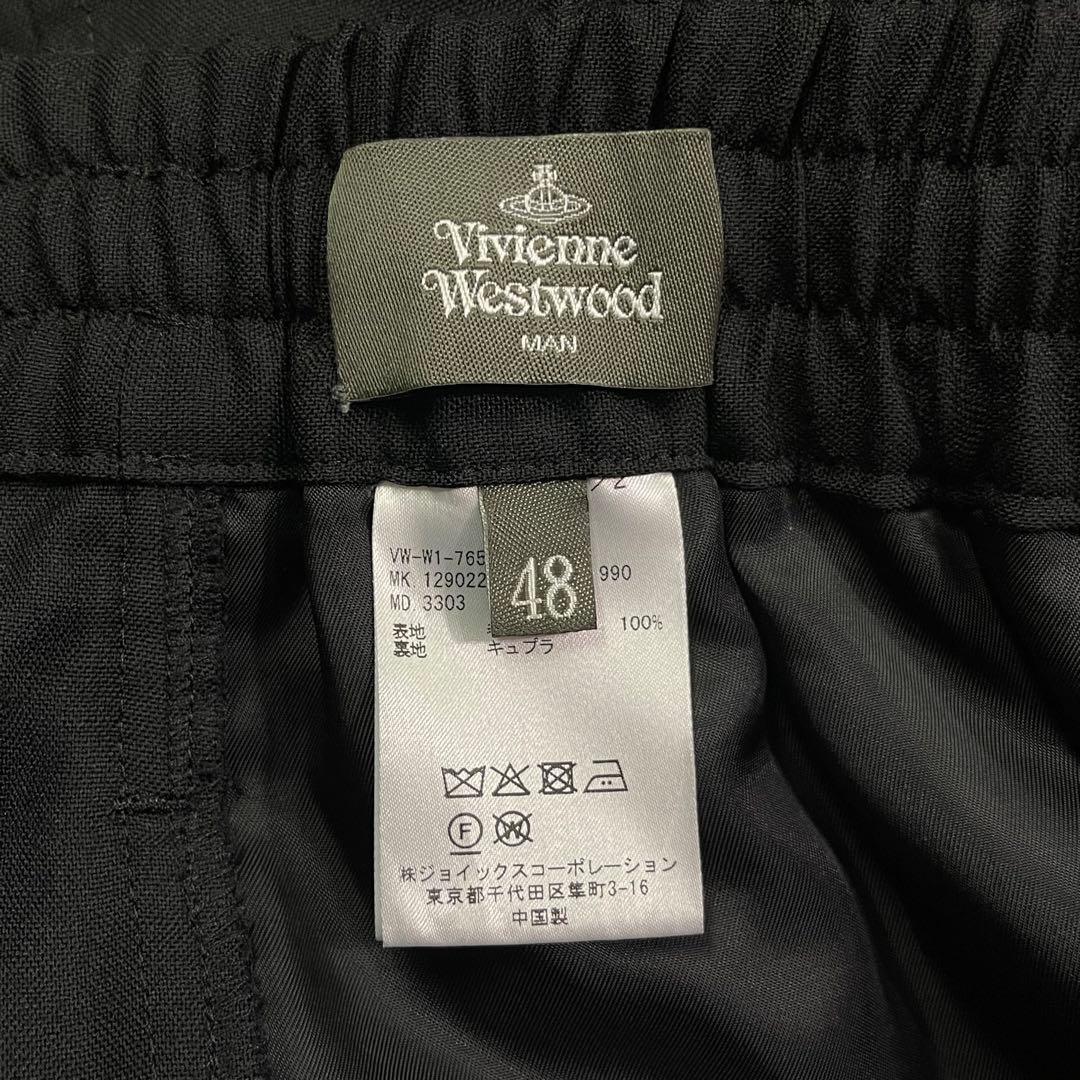 Vivienne
Westwood
MAN
2
VW-W1-765
MK. 129022 990
MD. 3303
48
表地 100%
裏地 キュプラ
F
W
㈱ジョイックスコーポレーション
東京都千代田区隼町3-16
中国製